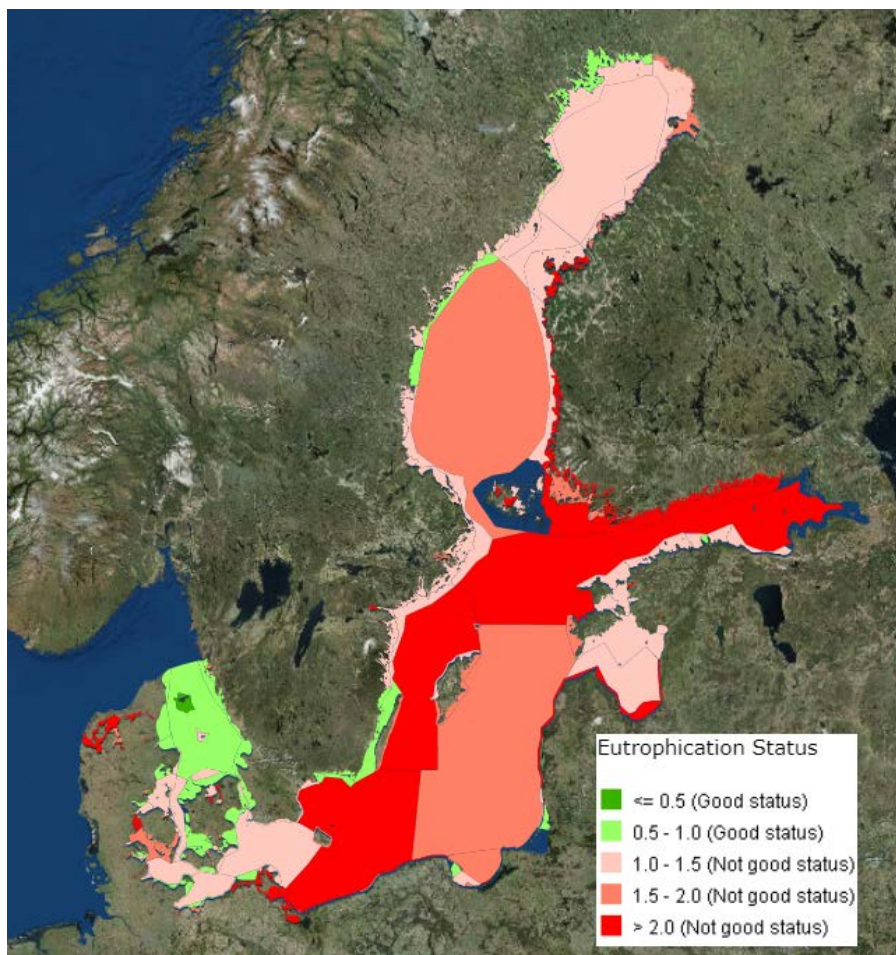 Eutrophication Status
<= 0.5 (Good status)
0.5 - 1.0 (Good status)
1.0 - 1.5 (Not good status)
1.5 - 2.0 (Not good status)
> 2.0 (Not good status)